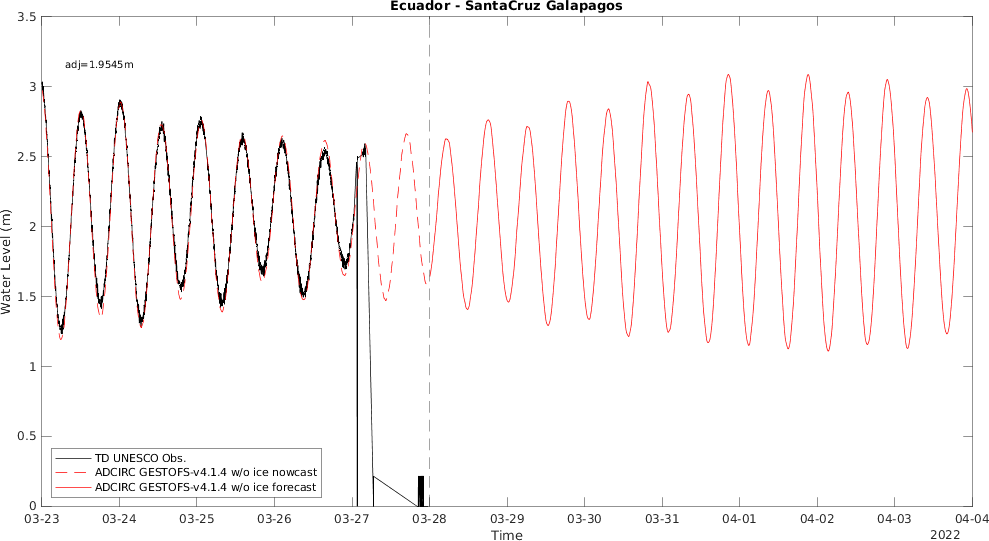 Ecuador - SantaCruz Galapagos
3.5
adj=1.9545m
3
2.5
2
1.5
1
0.5
0
Water Level (m)
TD UNESCO Obs.
ADCIRC GESTOFS-v4.1.4 w/o ice nowcast
ADCIRC GESTOFS-v4.1.4 w/o ice forecast
03-23 03-24 03-25 03-26 03-27 03-28 03-29 03-30 03-31 04-01 04-02 04-03 04-04
Time
2022